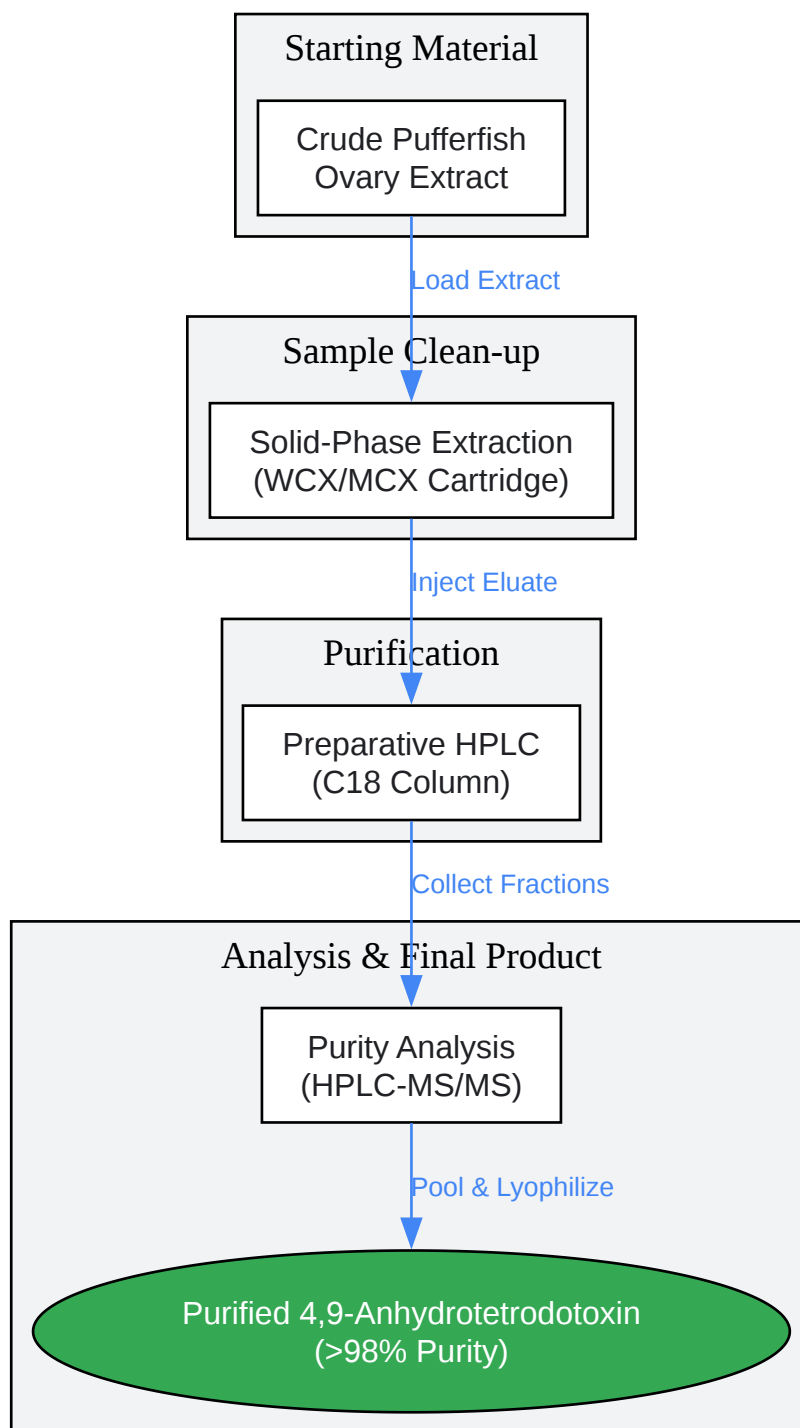 Starting Material
Crude Pufferfish
Ovary Extract
Load Extract
Sample Clean-up
Solid-Phase Extraction
(WCX/MCX Cartridge)
Inject Eluate
Purification
Preparative HPLC
(C18 Column)
Collect Fractions
Analysis & Final Product
Purity Analysis
(HPLC-MS/MS)
Pool & Lyophilize
Purified 4,9-Anhydrotetrodotoxin
(>98% Purity)